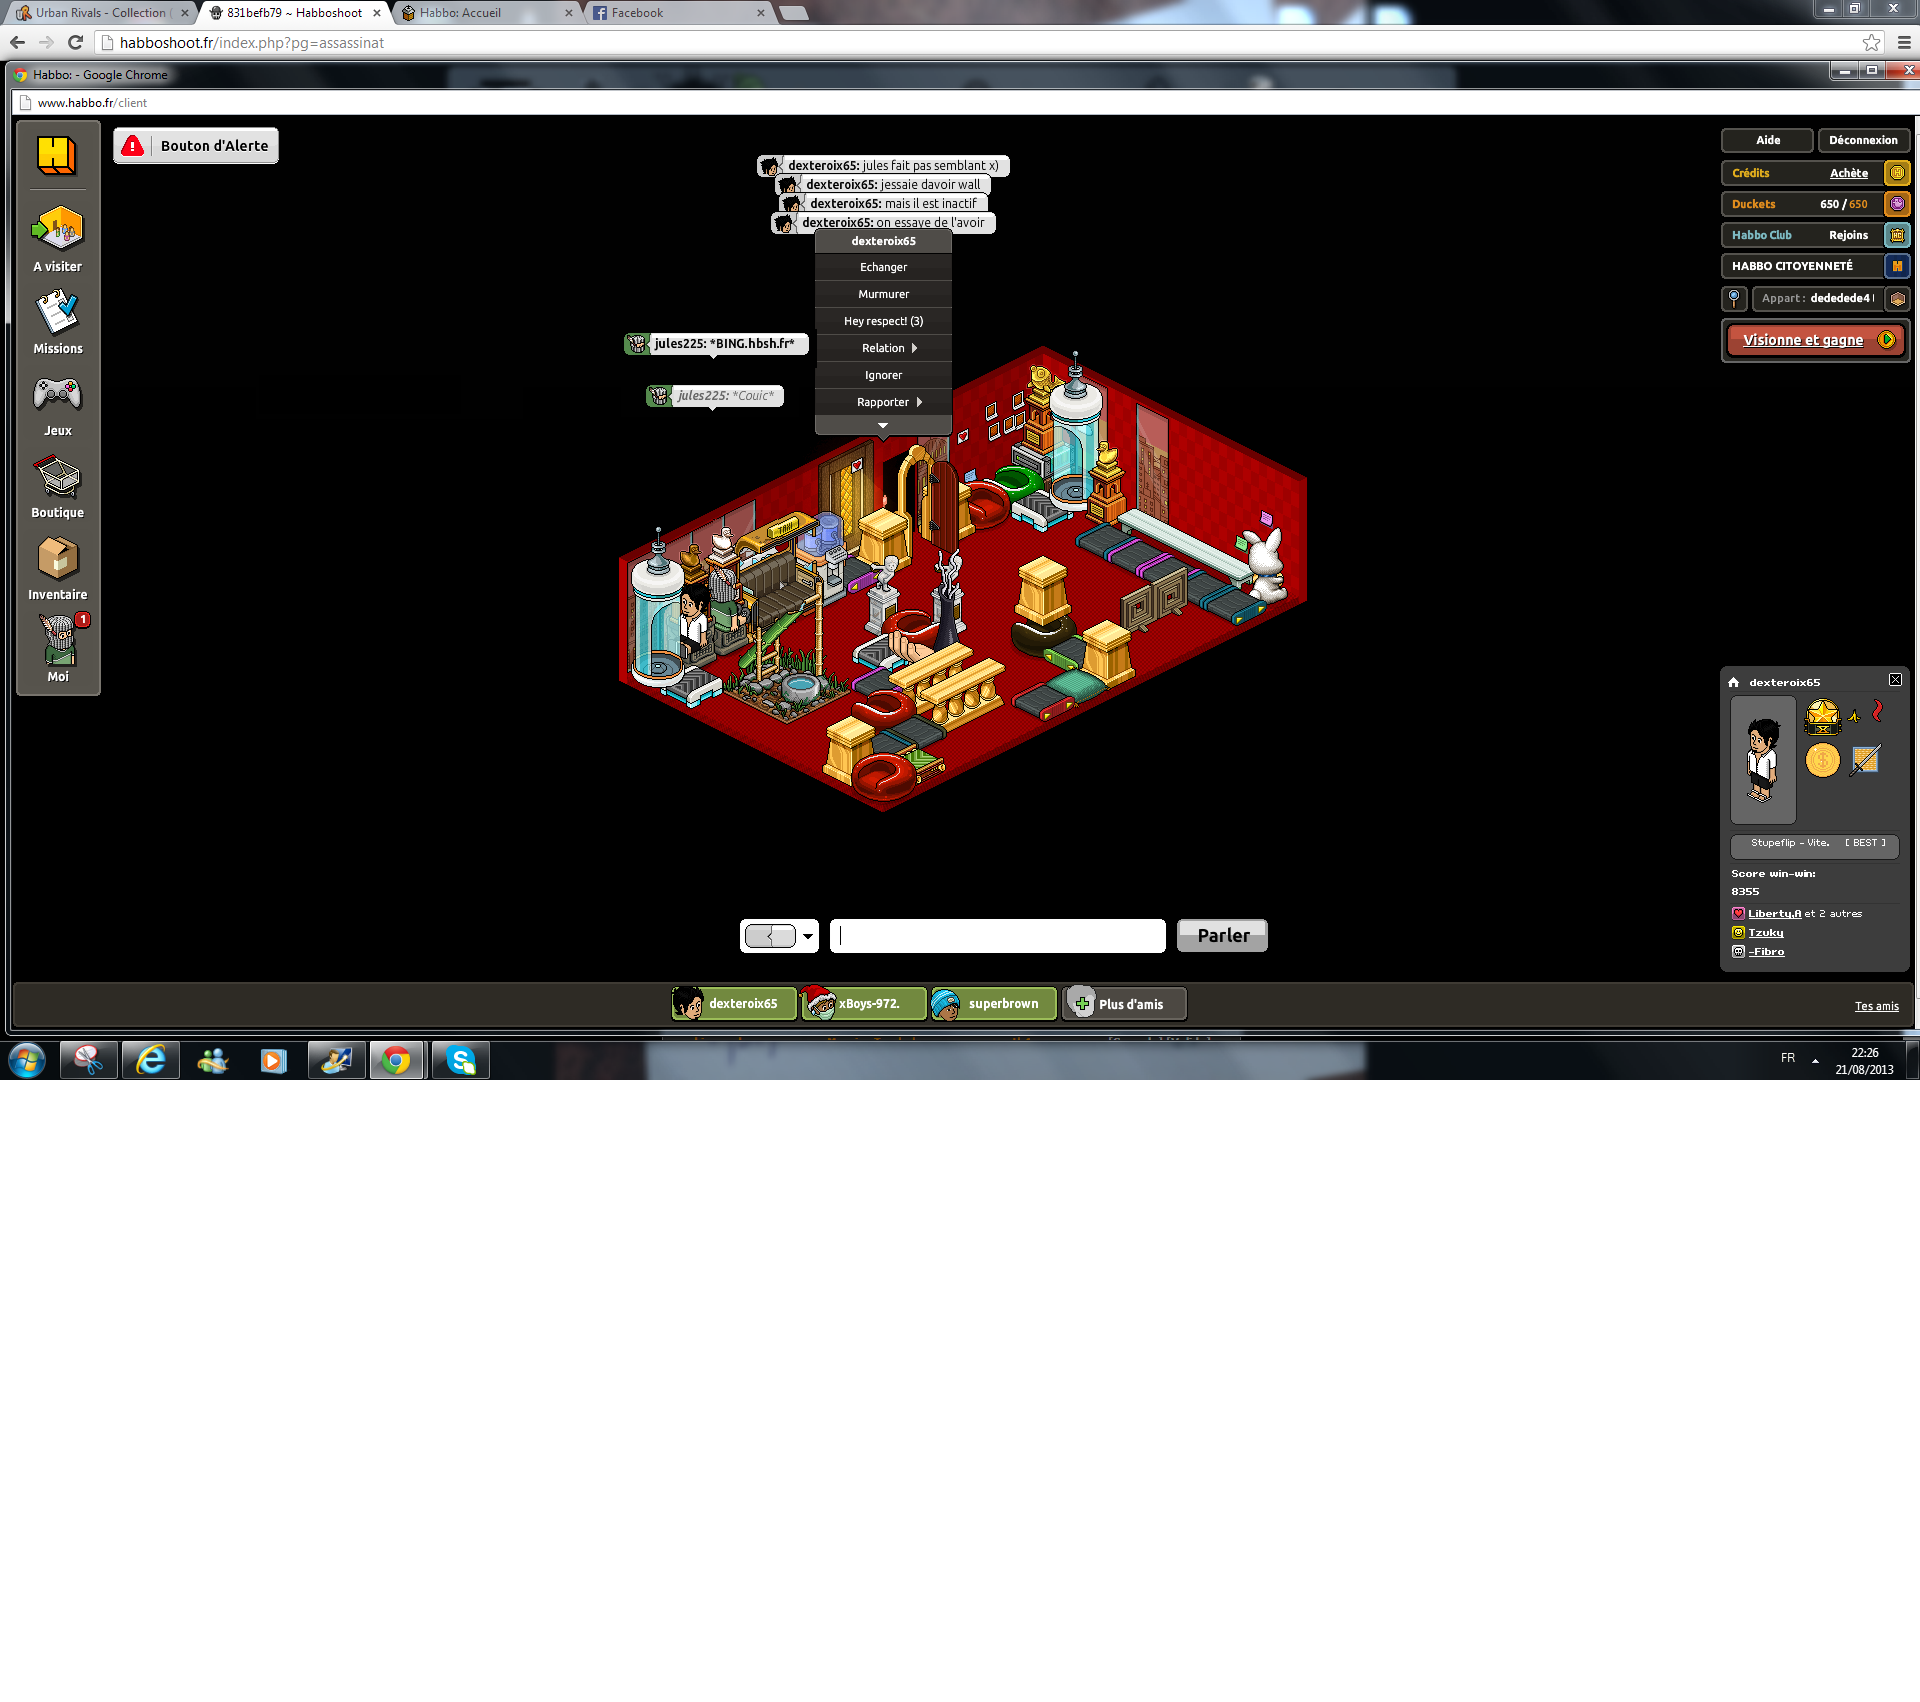 Urban Rivals - Collection (
831befb79 ~ Habboshoot
Habbo: Accueil
Facebook
habboshoot.fr/index.php?pg=assassinat
Habbo: - Google Chrome
www.habbo.fr/client
Bouton d'Alerte
A visiter
Missions
Jeux
Boutique
Inventaire
1
Moi
dexteroix65: jules fait pas semblant x)
dexteroix65: jessaie davoir wall
dexteroix65: mais il est inactif
dexteroix65: on essaye de l'avoir
dexteroix65
Echanger
Murmurer
Hey respect! (3)
Relation
Ignorer
Rapporter
jules225: *BING.hbsh.fr*
jules225: *Couic*
TAXI
Aide
Déconnexion
Crédits Achète
Duckets 650 / 650
Habbo Club Rejoins
HABBO CITOYENNETÉ
Appart : dedédede4
Visionne et gagne
dexteroix65
Stupeflip - Vite. [ BEST ]
Score win-win:
8355
Liberty,A et 2 autres
Tzuky
-Fibro
Parler
dexteroix65
xBoys-972.
superbrown
Plus d'amis
Tes amis
FR
22:26
21/08/2013